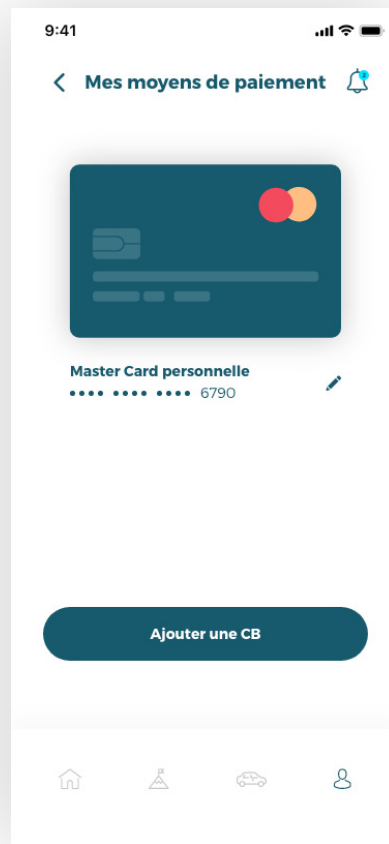 9:41
Mes moyens de paiement
Master Card personnelle
•••• •••• •••• 6790
Ajouter une CB